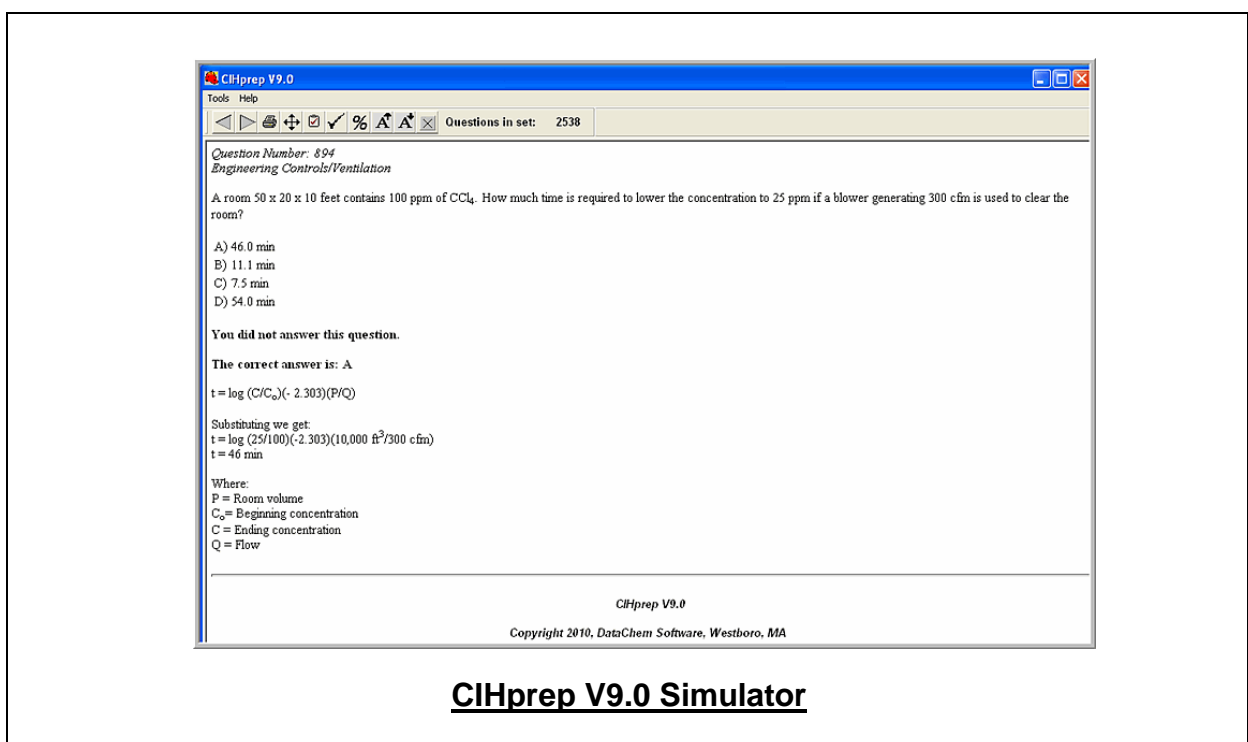 CIHprep V9.0
Tools Help
% A A Questions in set: 2538
Question Number: 894
Engineering Controls/Ventilation
A room 50 x 20 x 10 feet contains 100 ppm of CCl₄. How much time is required to lower the concentration to 25 ppm if a blower generating 300 cfm is used to clear the
room?
A) 46.0 min
B) 11.1 min
C) 7.5 min
D) 54.0 min
You did not answer this question.
The correct answer is: A
t = log (C/Cₒ)(- 2.303)(P/Q)
Substituting we get:
t = log (25/100)(-2.303)(10,000 ft³/300 cfm)
t = 46 min
Where:
P = Room volume
Cₒ= Beginning concentration
C = Ending concentration
Q = Flow
CIHprep V9.0
Copyright 2010, DataChem Software, Westboro, MA
CIHprep V9.0 Simulator